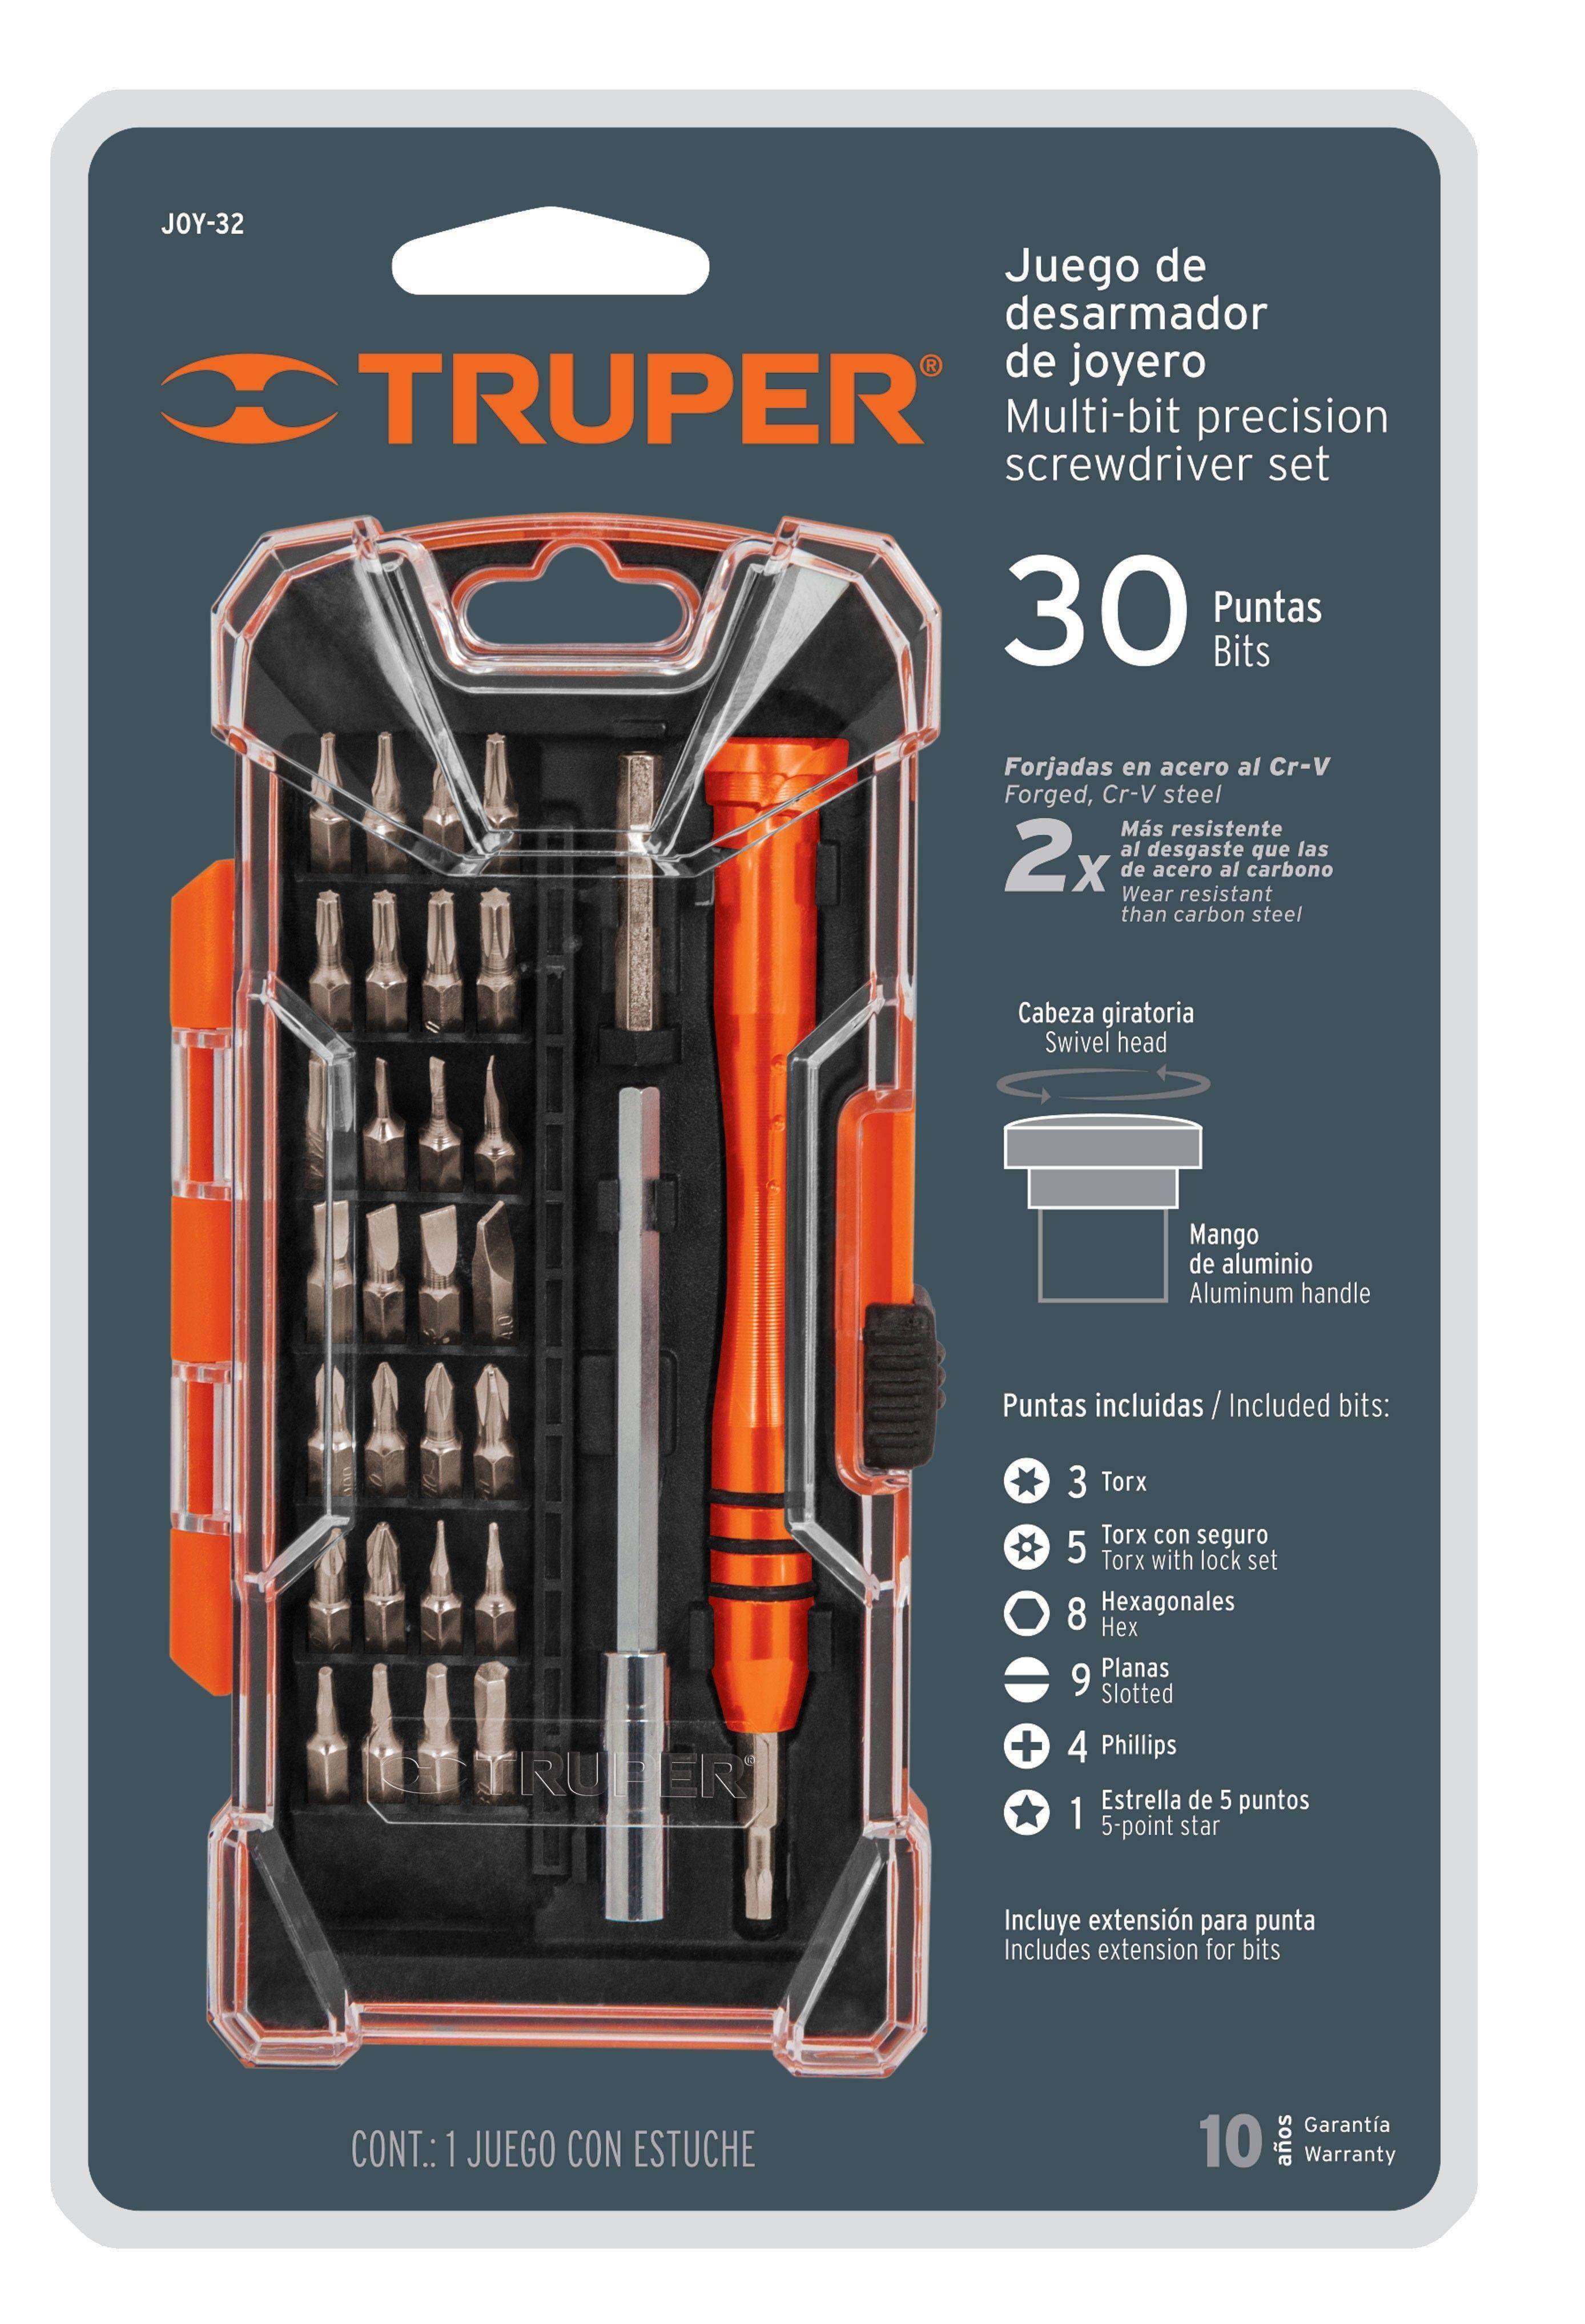 JOY-32
TRUPER®
Juego de
desarmador
de joyero
Multi-bit precision
screwdriver set
30 Puntas
Bits
Forjadas en acero al Cr-V
Forged, Cr-V steel
2x
Más resistente
al desgaste que las
de acero al carbono
Wear resistant
than carbon steel
Cabeza giratoria
Swivel head
Mango
de aluminio
Aluminum handle
Puntas incluidas / Included bits:
3 Torx
5 Torx con seguro
Torx with lock set
8 Hexagonales
Hex
9 Planas
Slotted
4 Phillips
1 Estrella de 5 puntos
5-point star
Incluye extensión para punta
Includes extension for bits
TRUPER®
CONT.: 1 JUEGO CON ESTUCHE
10 años
Garantía
Warranty